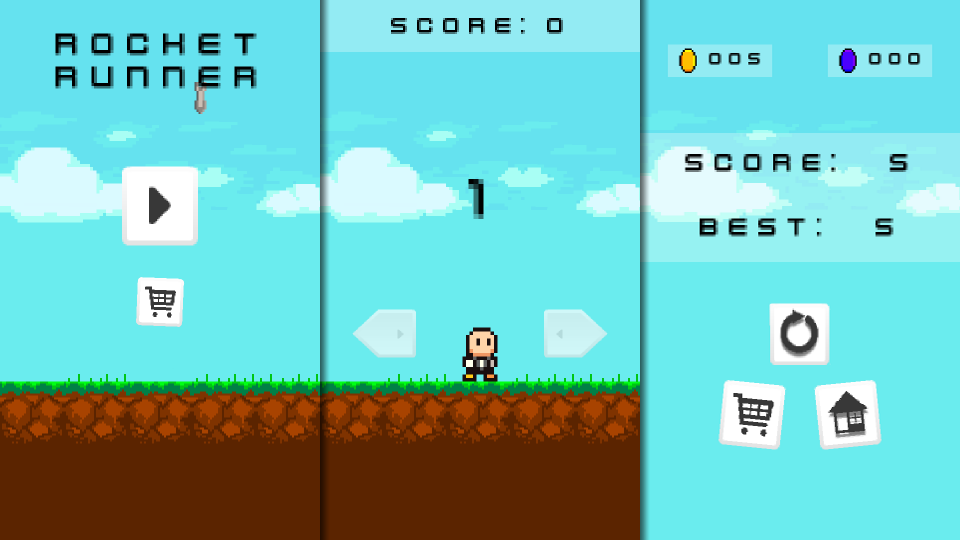 ROCKET
RUNNER
SCORE: 0
1
005
000
SCORE: 5
BEST: 5